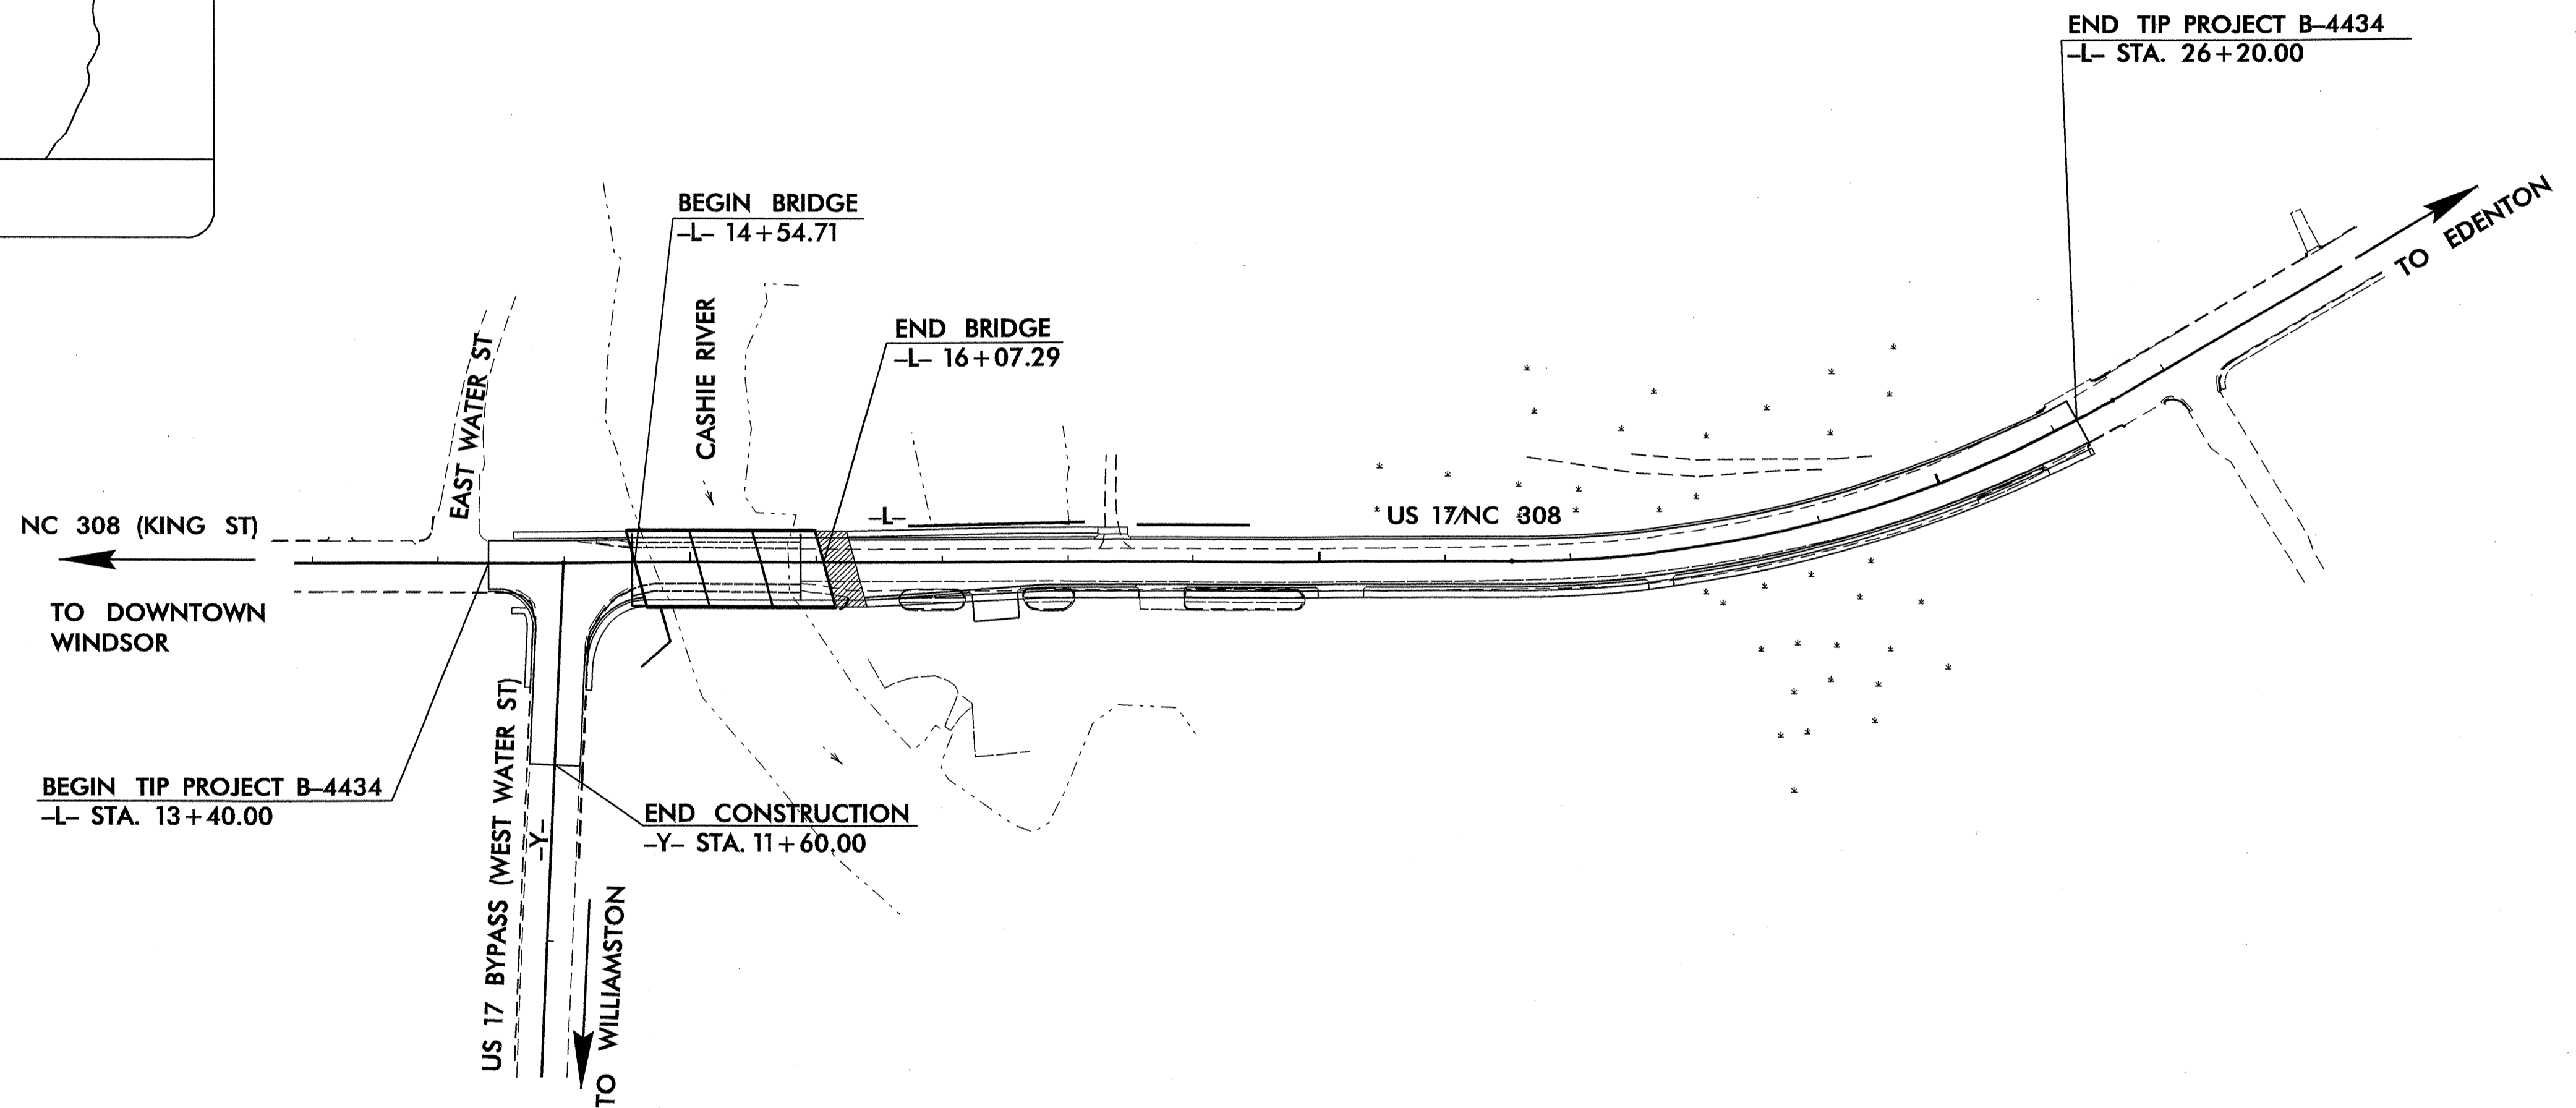 END TIP PROJECT B–4434
–L– STA. 26+20.00
BEGIN BRIDGE
–L– 14+54.71
CASHIE RIVER
END BRIDGE
–L– 16+07.29
TO EDENTON
EAST WATER ST
NC 308 (KING ST)
–L–
US 17/NC 308
TO DOWNTOWN
WINDSOR
BEGIN TIP PROJECT B–4434
–L– STA. 13+40.00
US 17 BYPASS (WEST WATER ST)
–Y–
END CONSTRUCTION
–Y– STA. 11+60.00
TO WILLIAMSTON